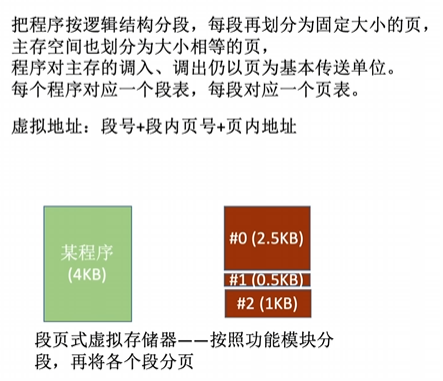 把程序按逻辑结构分段，每段再划分为固定大小的页，
主存空间也划分为大小相等的页，
程序对主存的调入、调出仍以页为基本传送单位。
每个程序对应一个段表，每段对应一个页表。
虚拟地址：段号+段内页号+页内地址
某程序
(4KB)
#0 (2.5KB)
#1 (0.5KB)
#2 (1KB)
段页式虚拟存储器——按照功能模块分
段，再将各个段分页